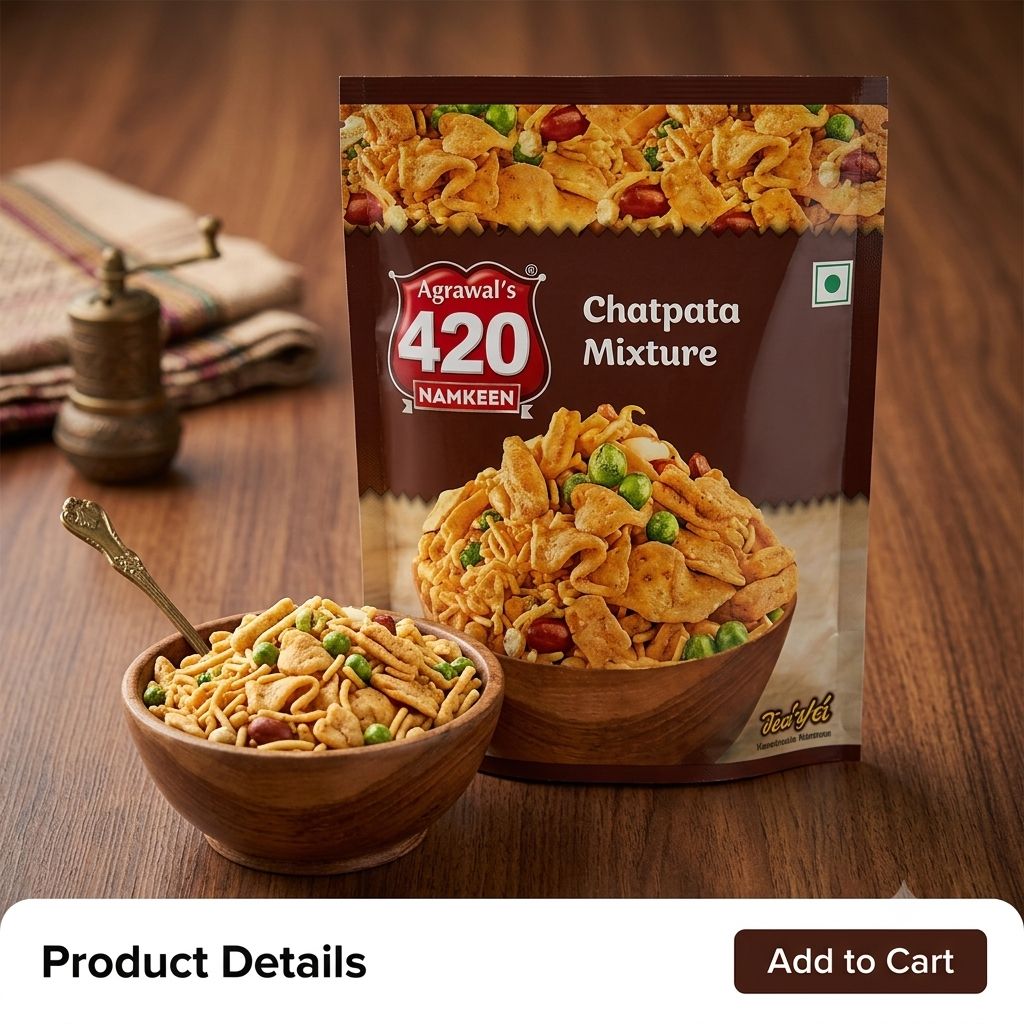 Agrawal's
®
420
NAMKEEN
Chatpata
Mixture
Product Details
Add to Cart